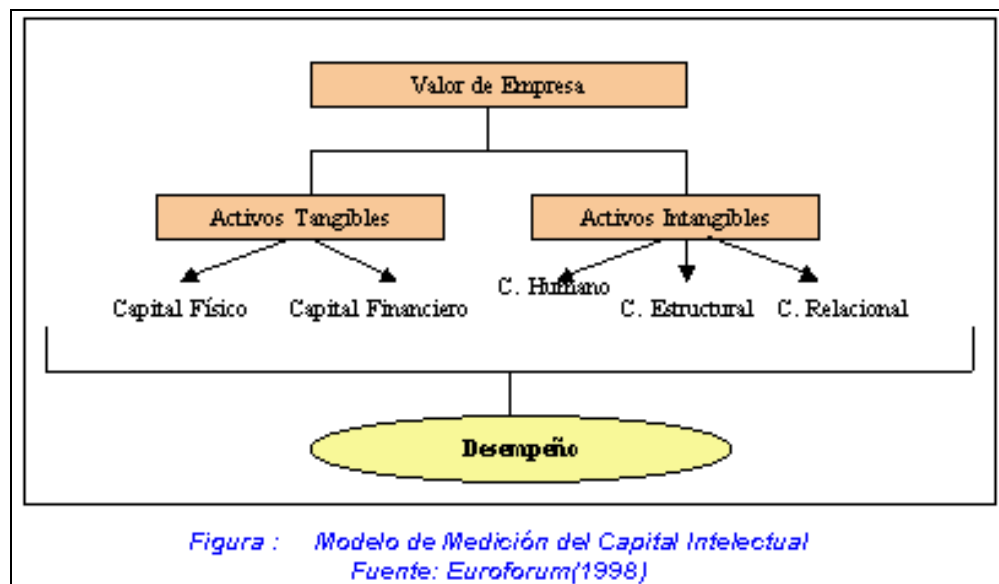 Valor de Empresa
Activos Tangibles
Activos Intangibles
C. Humano
Capital Físico
Capital Financiero
C. Estructural
C. Relacional
Desempeño
Figura : Modelo de Medición del Capital Intelectual
Fuente: Euroforum(1998)